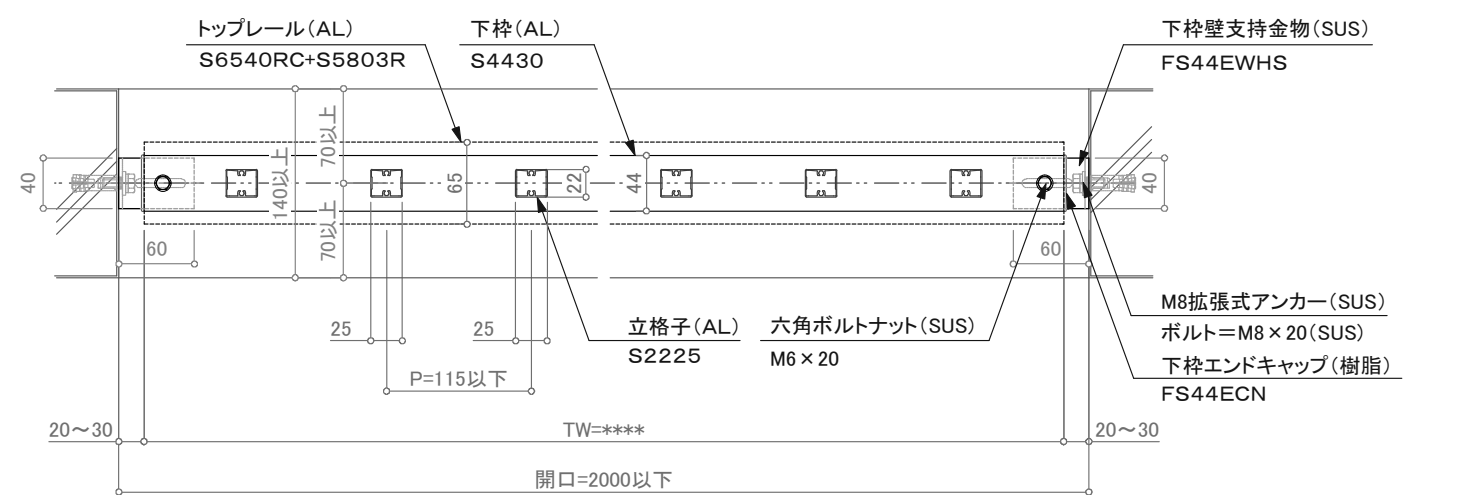 トップレール(AL)
S6540RC+S5803R
下枠(AL)
S4430
下枠壁支持金物(SUS)
FS44EWHS
40
60
140以上
70以上
70以上
65
22
44
40
60
25
25
P=115以下
立格子(AL)
S2225
六角ボルトナット(SUS)
M6×20
M8拡張式アンカー(SUS)
ボルト=M8×20(SUS)
下枠エンドキャップ(樹脂)
FS44ECN
20～30
TW=****
20～30
開口=2000以下